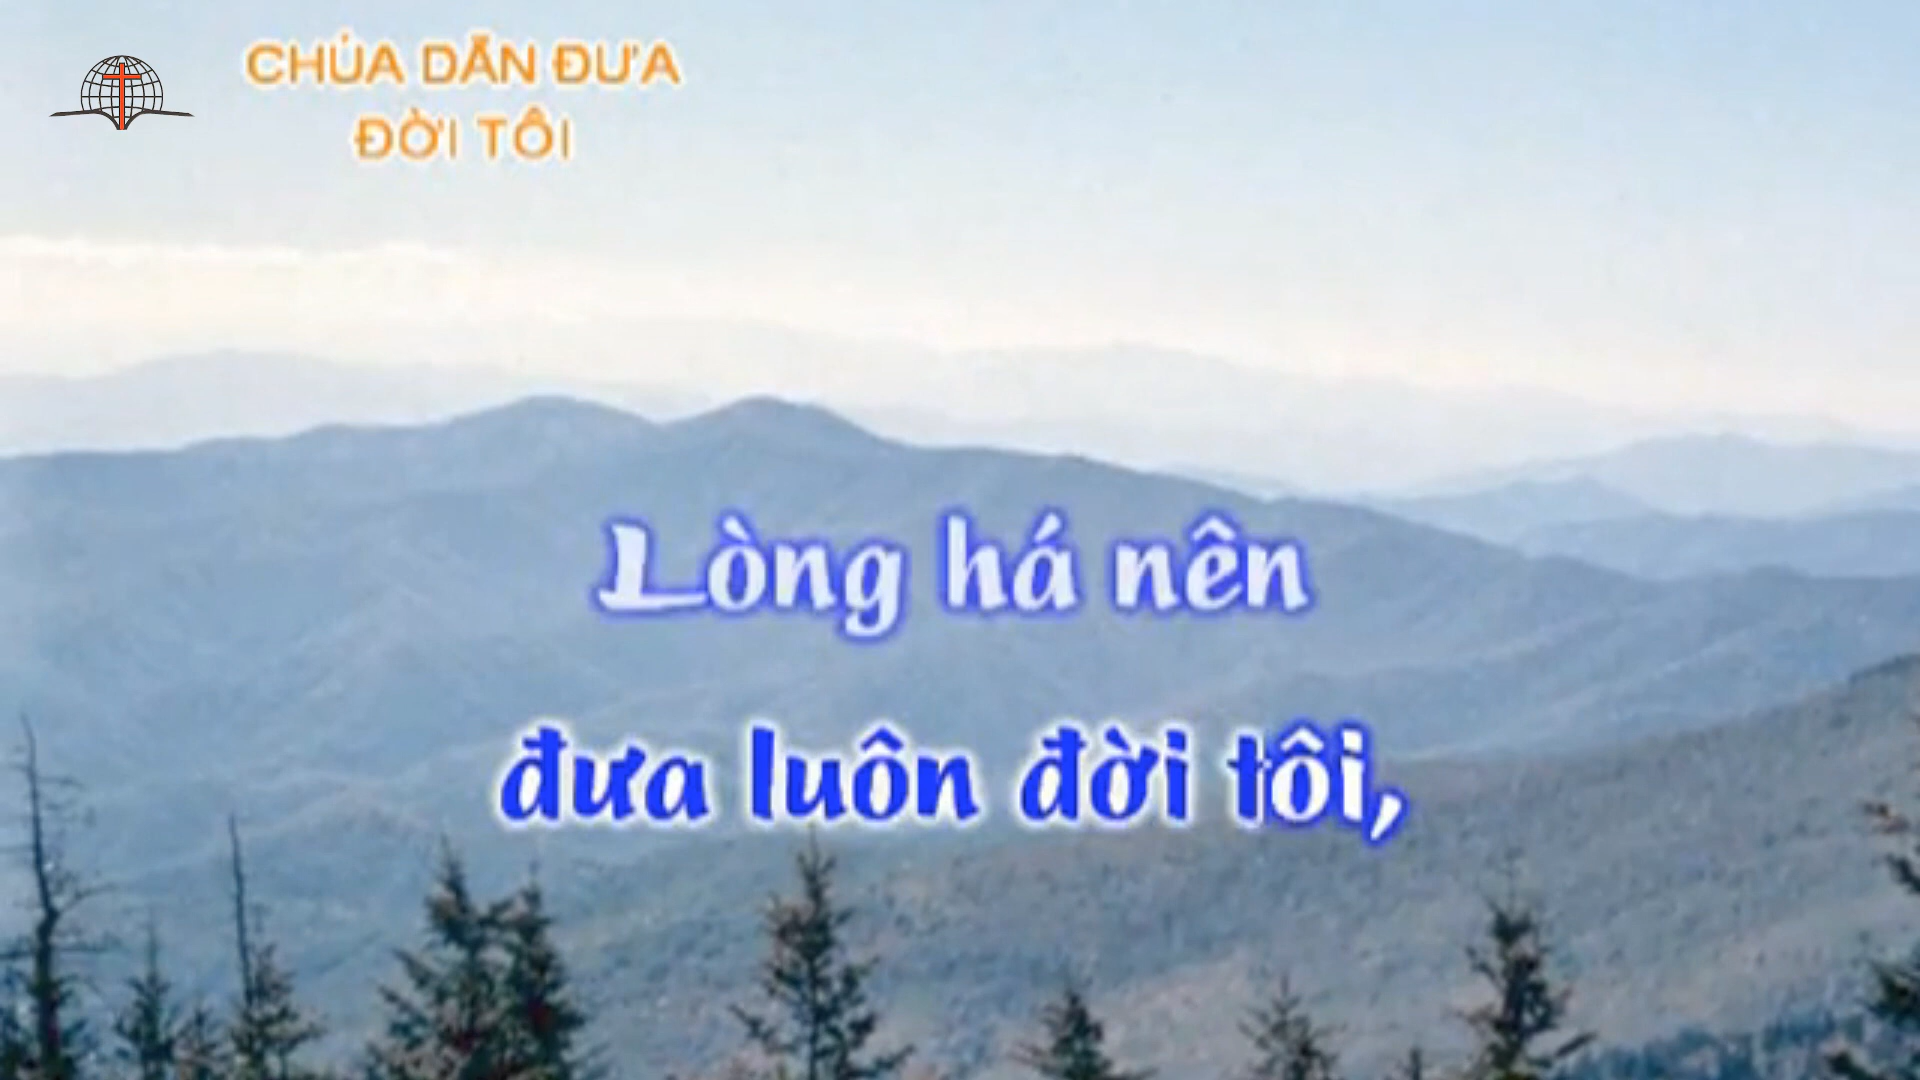 CHÚA DẪN ĐƯA
ĐỜI TÔI
Lòng há nên
đưa luôn đời tôi,